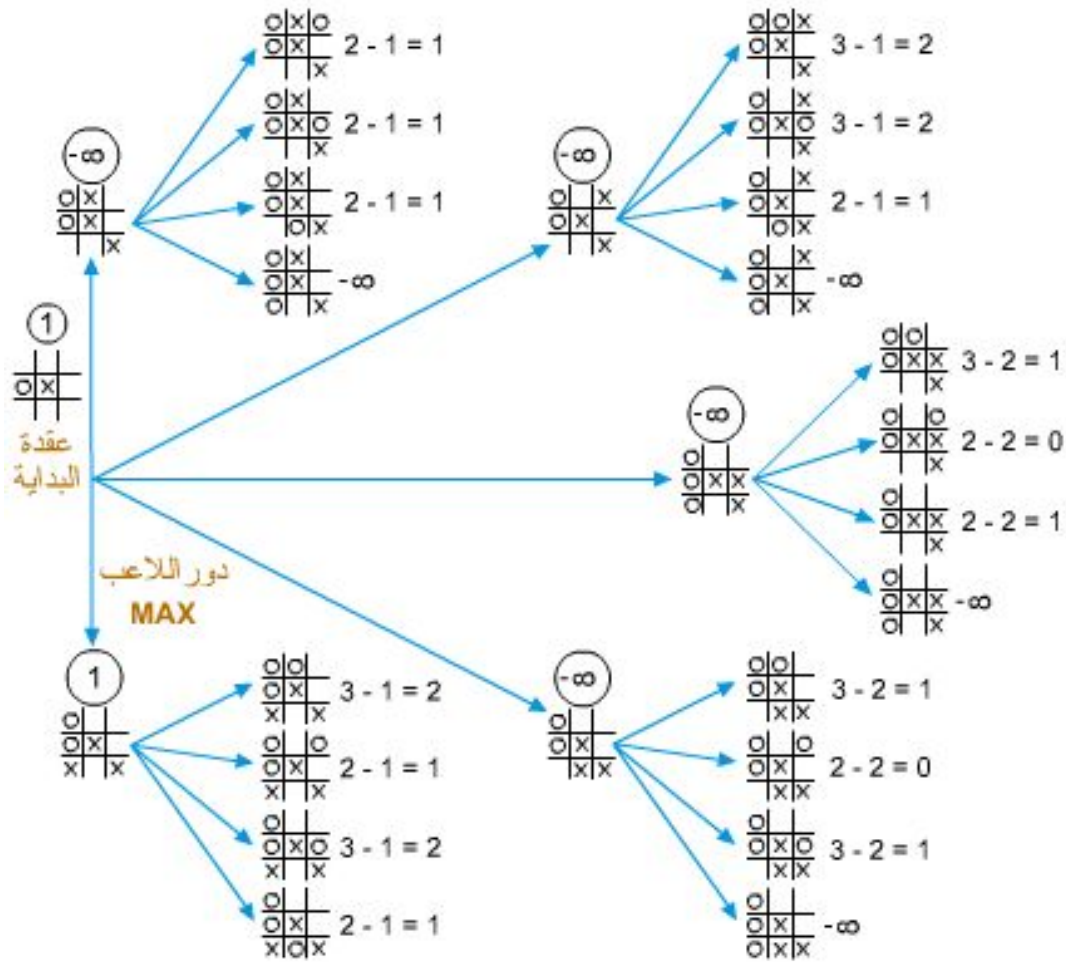 -∞
2 - 1 = 1
2 - 1 = 1
2 - 1 = 1
-∞
-∞
3 - 1 = 2
3 - 1 = 2
2 - 1 = 1
-∞
1
عقدة
البداية
-∞
3 - 2 = 1
2 - 2 = 0
2 - 2 = 1
-∞
دور اللاعب
MAX
1
3 - 1 = 2
2 - 1 = 1
3 - 1 = 2
2 - 1 = 1
-∞
3 - 2 = 1
2 - 2 = 0
3 - 2 = 1
-∞